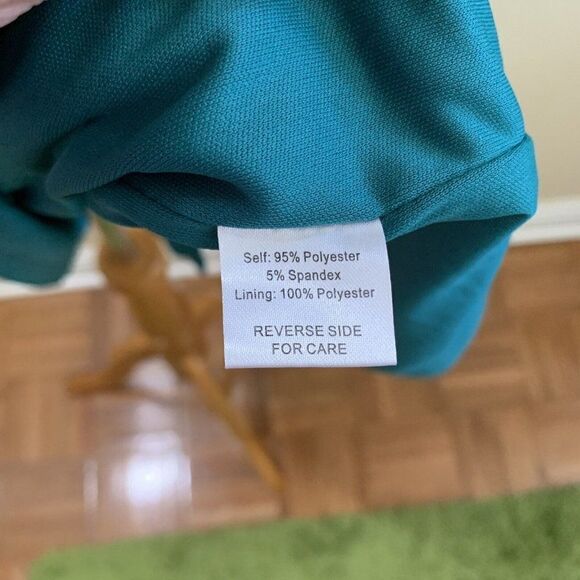 Self: 95% Polyester
5% Spandex
Lining: 100% Polyester
REVERSE SIDE
FOR CARE